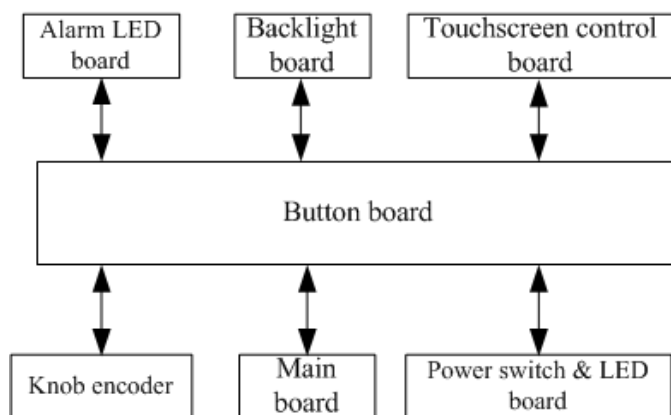 Alarm LED
board
Backlight
board
Touchscreen control
board
Button board
Knob encoder
Main
board
Power switch & LED
board